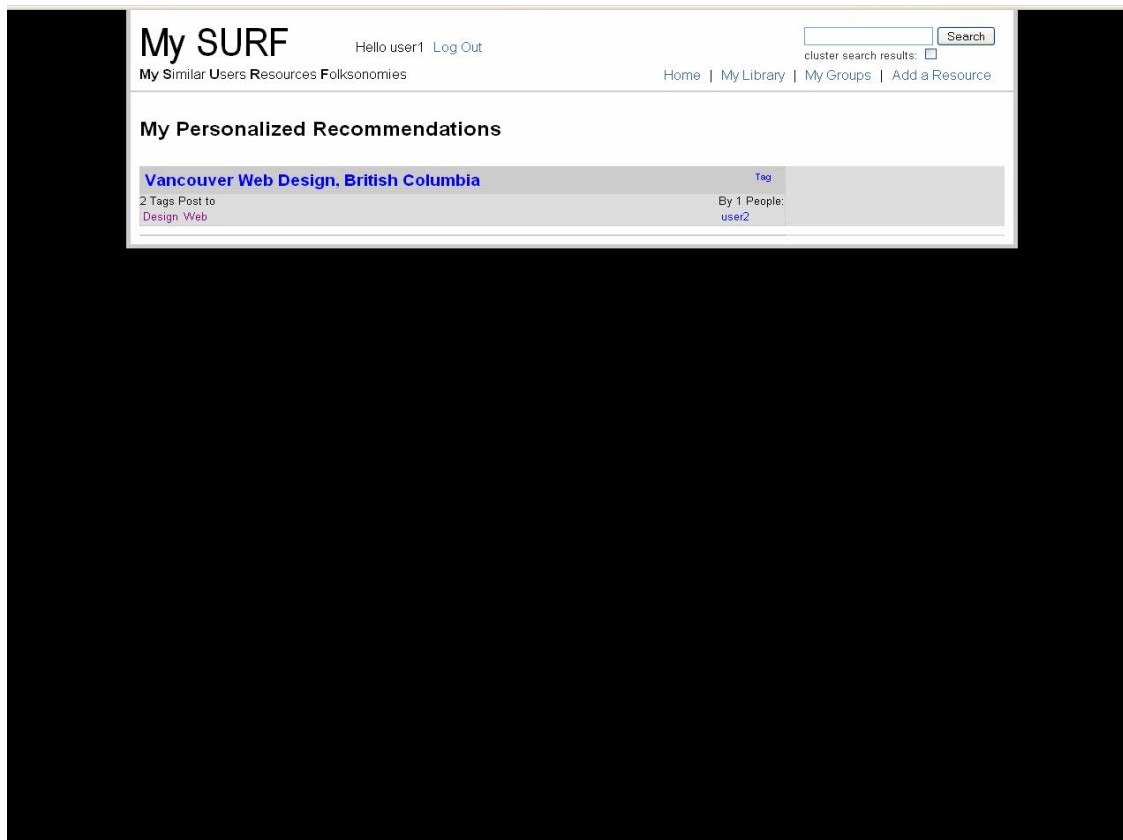 My SURF
Hello user1 Log Out
Search
cluster search results:
My Similar Users Resources Folksonomies
Home | My Library | My Groups | Add a Resource
My Personalized Recommendations
Vancouver Web Design, British Columbia
Tag
2 Tags Post to
By 1 People:
Design Web
user2